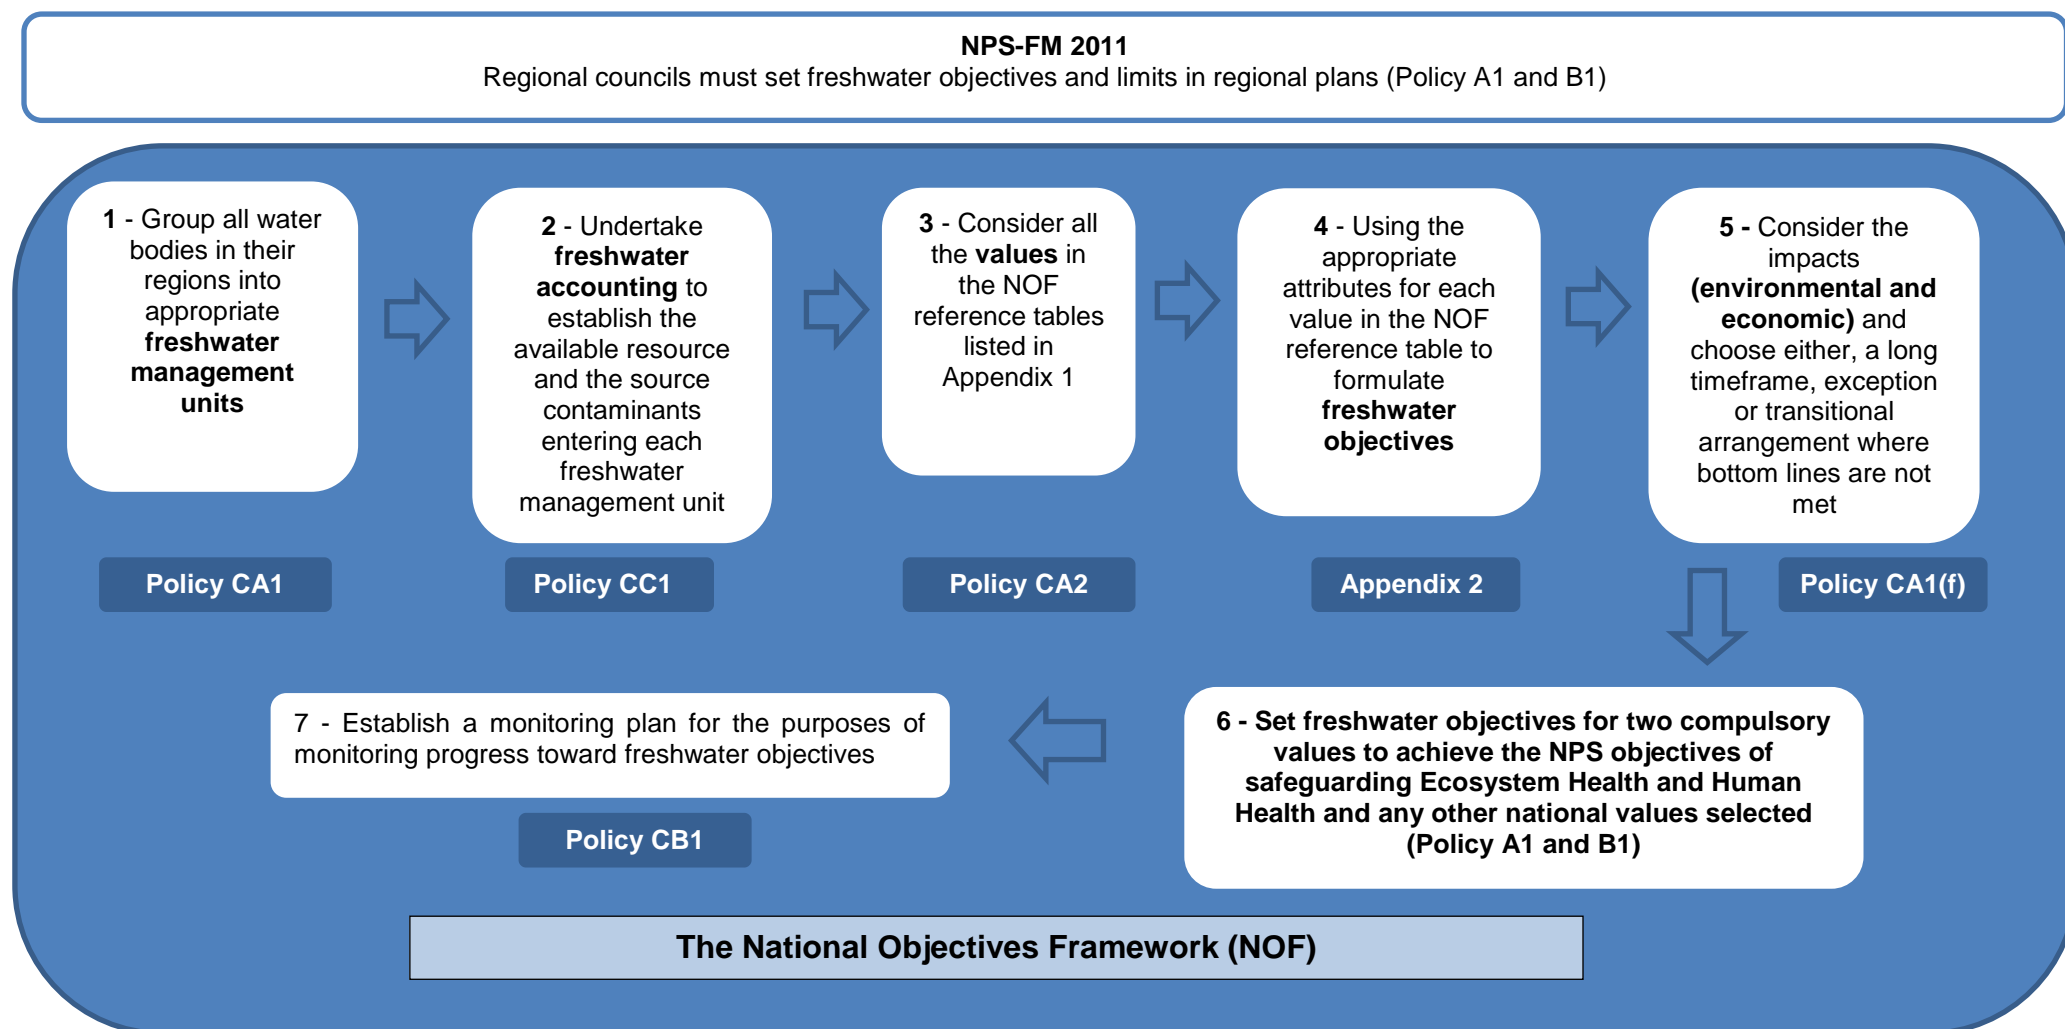 NPS-FM 2011
Regional councils must set freshwater objectives and limits in regional plans (Policy A1 and B1)
1 - Group all water
bodies in their
regions into
appropriate
freshwater
management
units
2 - Undertake
freshwater
accounting to
establish the
available resource
and the source
contaminants
entering each
freshwater
management unit
3 - Consider all
the values in
the NOF
reference tables
listed in
Appendix 1
4 - Using the
appropriate
attributes for each
value in the NOF
reference table to
formulate
freshwater
objectives
5 - Consider the
impacts
(environmental and
economic) and
choose either, a long
timeframe, exception
or transitional
arrangement where
bottom lines are not
met
Policy CA1
Policy CC1
Policy CA2
Appendix 2
Policy CA1(f)
6 - Set freshwater objectives for two compulsory
values to achieve the NPS objectives of
safeguarding Ecosystem Health and Human
Health and any other national values selected
(Policy A1 and B1)
7 - Establish a monitoring plan for the purposes of
monitoring progress toward freshwater objectives
Policy CB1
The National Objectives Framework (NOF)